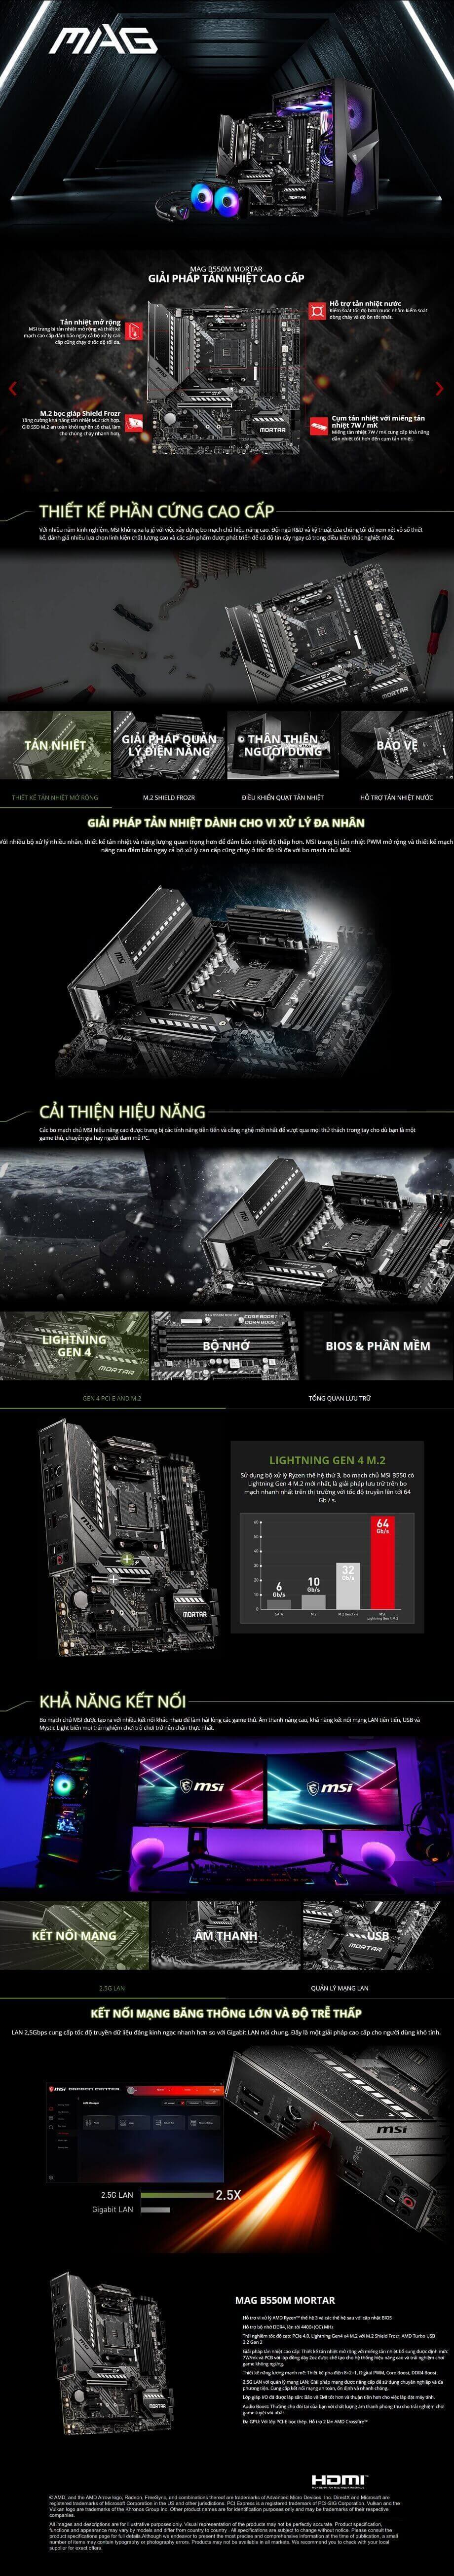 MAG
MAG B550M MORTAR
GIẢI PHÁP TẢN NHIỆT CAO CẤP
Tản nhiệt mở rộng
MSI trang bị tản nhiệt mở rộng và thiết kế
mạch cao cấp đảm bảo ngay cả bộ xử lý cao
cấp cũng chạy ở tốc độ tối đa.
Hỗ trợ tản nhiệt nước
Kiểm soát tốc độ bơm nước nhằm kiểm soát
dòng chảy và độ ồn tốt nhất.
M.2 bọc giáp Shield Frozr
Tăng cường khả năng tản nhiệt M.2 tích hợp.
Giữ SSD M.2 an toàn khỏi nghẽn cổ chai, làm
cho chúng chạy nhanh hơn.
Cụm tản nhiệt với miếng tản
nhiệt 7W / mK
Miếng tản nhiệt 7W / mK cung cấp khả năng
dẫn nhiệt tốt hơn đến cụm tản nhiệt.
MORTAR
THIẾT KẾ PHẦN CỨNG CAO CẤP
Với nhiều năm kinh nghiệm, MSI không xa lạ gì với việc xây dựng bo mạch chủ hiệu năng cao. Đội ngũ R&D và kỹ thuật của chúng tôi đã xem xét vô số thiết
kế, đánh giá nhiều lựa chọn linh kiện chất lượng cao và các sản phẩm được phát triển để có độ tin cậy ngay cả trong điều kiện khắc nghiệt nhất.
MORTAR
TẢN NHIỆT
GIẢI PHÁP QUẢN
LÝ ĐIỆN NĂNG
THÂN THIỆN
NGƯỜI DÙNG
BẢO VỆ
THIẾT KẾ TẢN NHIỆT MỞ RỘNG
M.2 SHIELD FROZR
ĐIỀU KHIỂN QUẠT TẢN NHIỆT
HỖ TRỢ TẢN NHIỆT NƯỚC
GIẢI PHÁP TẢN NHIỆT DÀNH CHO VI XỬ LÝ ĐA NHÂN
Với nhiều bộ xử lý nhiều nhân, thiết kế tản nhiệt và năng lượng quan trọng hơn để đảm bảo nhiệt độ thấp hơn. MSI trang bị tản nhiệt PWM mở rộng và thiết kế mạch
nâng cao đảm bảo ngay cả bộ xử lý cao cấp cũng chạy ở tốc độ tối đa với bo mạch chủ MSI.
msi
CẢI THIỆN HIỆU NĂNG
Các bo mạch chủ MSI hiệu năng cao được trang bị các tính năng tiên tiến và công nghệ mới nhất để vượt qua mọi thử thách trong tay cho dù bạn là một
game thủ, chuyên gia hay người đam mê PC.
msi
LIGHTNING
GEN 4
MORTAR
BỘ NHỚ
CORE BOOST
DDR4 BOOST
BIOS & PHẦN MỀM
GEN 4 PCI-E AND M.2
TỔNG QUAN LƯU TRỮ
LIGHTNING GEN 4 M.2
Sử dụng bộ xử lý Ryzen thế hệ thứ 3, bo mạch chủ MSI B550 có
Lightning Gen 4 M.2 mới nhất, là giải pháp lưu trữ trên bo
mạch nhanh nhất trên thị trường với tốc độ truyền lên tới 64
Gb / s.
60
50
40
30
20
10
0
6
Gb/s
10
Gb/s
32
Gb/s
64
Gb/s
SATA
M.2
M.2 Gen3 x 4
MSI
Lightning Gen 4 M.2
msi
MORTAR
KHẢ NĂNG KẾT NỐI
Bo mạch chủ MSI được tạo ra với nhiều kết nối khác nhau để làm hài lòng các game thủ. Âm thanh nâng cao, khả năng kết nối mạng LAN tiên tiến, USB và
Mystic Light biến mọi trải nghiệm chơi trò chơi trở nên chân thực nhất.
msi
msi
KẾT NỐI MẠNG
ÂM THANH
USB
MORTAR
2.5G LAN
QUẢN LÝ MẠNG LAN
KẾT NỐI MẠNG BĂNG THÔNG LỚN VÀ ĐỘ TRỄ THẤP
LAN 2,5Gbps cung cấp tốc độ truyền dữ liệu đáng kinh ngạc nhanh hơn so với Gigabit LAN nói chung. Đấy là một giải pháp cao cấp cho người dùng khó tính.
msi DRAGON CENTER
msi
MAG
2.5G LAN
2.5X
Gigabit LAN
MAG B550M MORTAR
Hỗ trợ vi xử lý AMD Ryzen™ thế hệ 3 và các thế hệ sau với cập nhật BIOS
Hỗ trợ bộ nhớ DDR4, lên tới 4400+(OC) MHz
Trải nghiệm tốc độ cao: PCIe 4.0, Lightning Gen4 x4 M.2 với M.2 Shield Frozr, AMD Turbo USB
3.2 Gen 2
Giải pháp tản nhiệt cao cấp: Thiết kế tản nhiệt mở rộng với miếng tản nhiệt bổ sung được định mức
7W/mk và PCB với lớp đồng dày 2oz được chế tạo cho hệ thống hiệu năng cao và trải nghiệm chơi
game không ngừng.
Thiết kế năng lượng mạnh mẽ: Thiết kế pha điện 8+2+1, Digital PWM, Core Boost, DDR4 Boost.
2.5G LAN với quản lý mạng LAN: Giải pháp mạng được nâng cấp để sử dụng chuyên nghiệp và đa
phương tiện. Cung cấp kết nối mạng an toàn, ổn định và nhanh chóng.
Lớp giáp I/O đã được lắp sẵn: Bảo vệ EMI tốt hơn và thuận tiện hơn cho việc lắp đặt máy tính.
Audio Boost: Thưởng cho đôi tai của bạn với chất lượng âm thanh phòng thu cho trải nghiệm chơi
game tuyệt vời nhất.
Đa GPU: Với lớp PCI-E bọc thép, Hỗ trợ 2 lần AMD Crossfire™
MORTAR
HDMI™
HIGH-DEFINITION MULTIMEDIA INTERFACE
© AMD, and the AMD Arrow logo, Radeon, FreeSync, and combinations thereof are trademarks of Advanced Micro Devices, Inc. DirectX and Microsoft are
registered trademarks of Microsoft Corporation in the US and other jurisdictions. PCI Express is a registered trademark of PCI-SIG Corporation. Vulkan and the
Vulkan logo are trademarks of the Khronos Group Inc. Other product names are for identification purposes only and may be trademarks of their respective
companies.
All images and descriptions are for illustrative purposes only. Visual representation of the products may not be perfectly accurate. Product specification,
functions and appearance may vary by models and differ from country to country . All specifications are subject to change without notice. Please consult the
product specifications page for full details.Although we endeavor to present the most precise and comprehensive information at the time of publication, a small
number of items may contain typography or photography errors. Products may not be available in all markets. We recommend you to check with your local
supplier for exact offers.